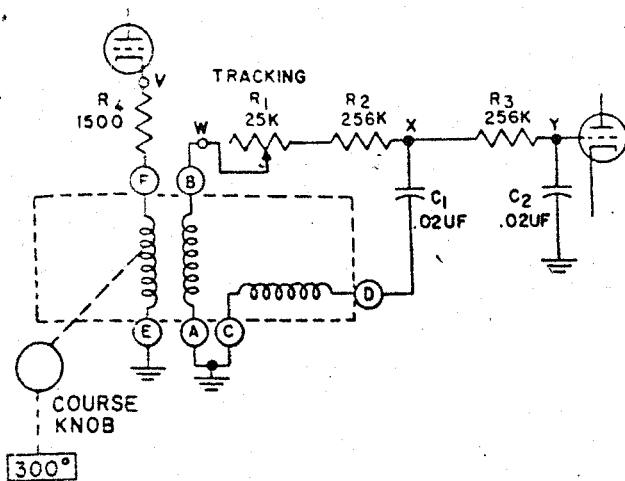 V
TRACKING
R4
1500
R1
25K
R2
256K
R3
256K
W
X
Y
F
B
C1
.02UF
C2
.02UF
D
E
A
C
COURSE
KNOB
300°